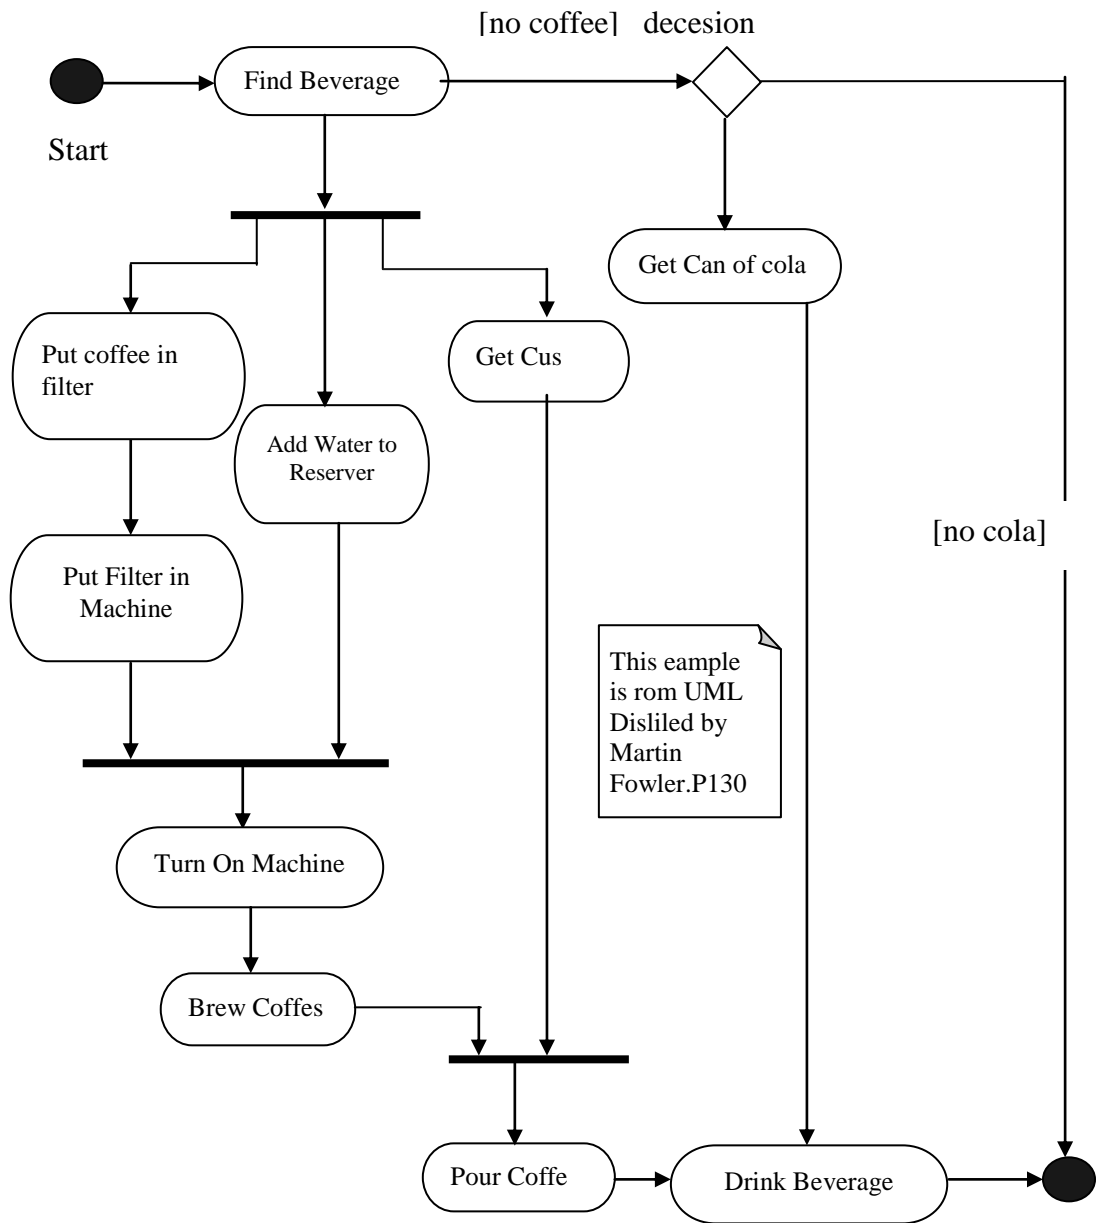 [no coffee] decesion
Find Beverage
Start
Get Can of cola
Put coffee in
filter
Get Cus
Add Water to
Reserver
[no cola]
Put Filter in
Machine
This eample
is rom UML
Disliled by
Martin
Fowler.P130
Turn On Machine
Brew Coffes
Pour Coffe
Drink Beverage